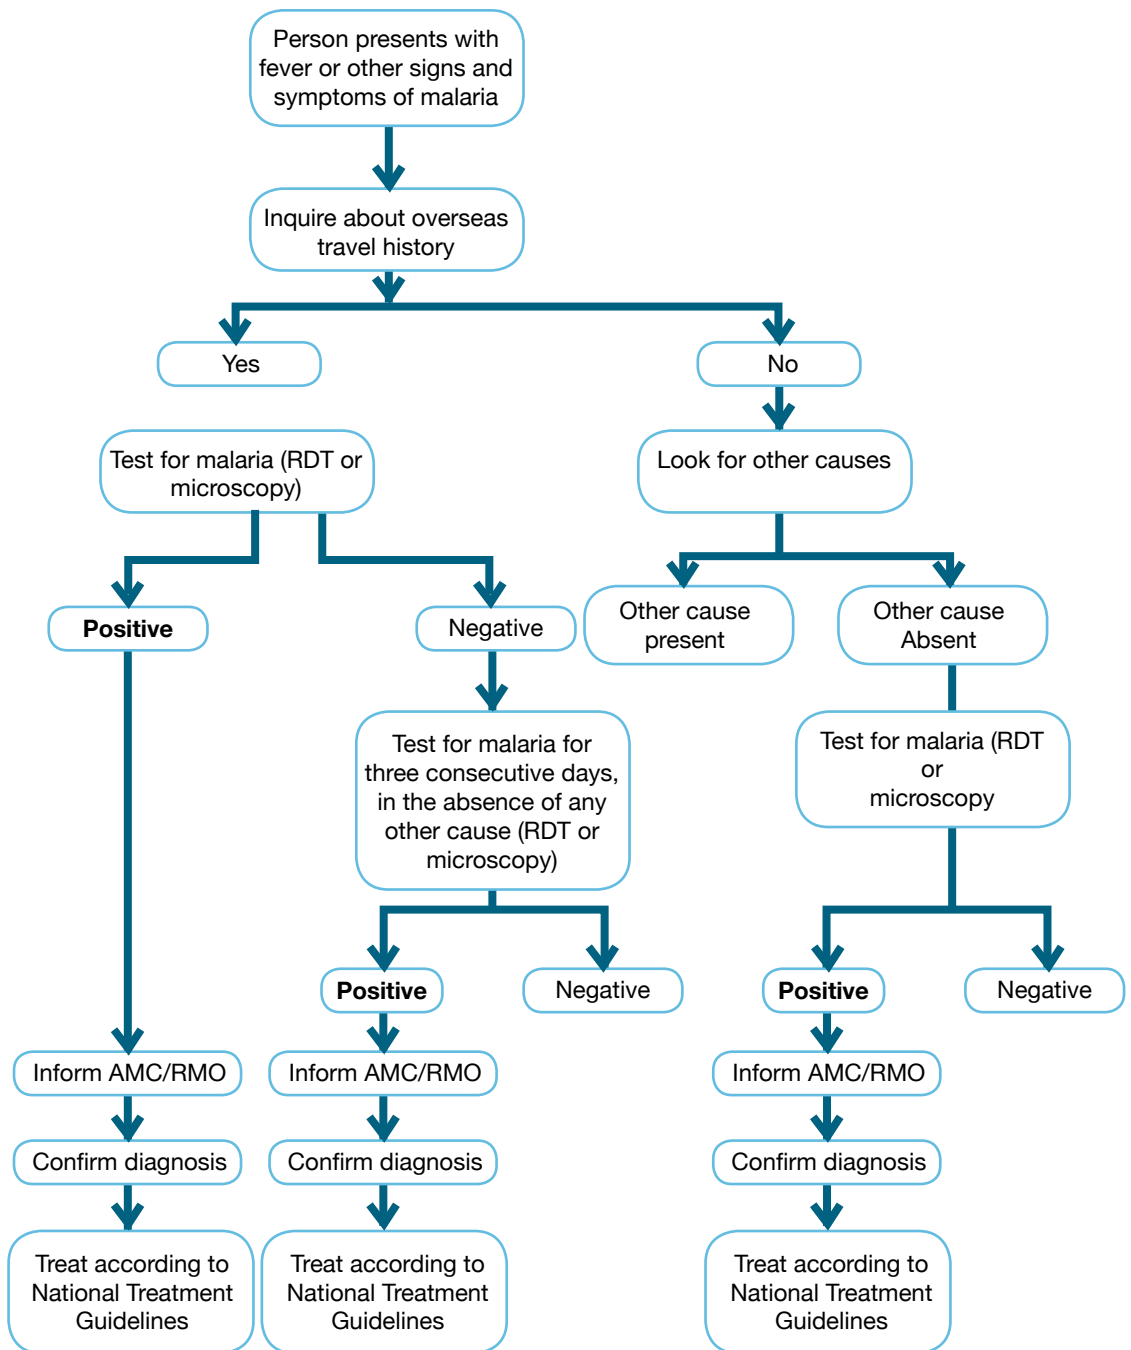 Person presents with
fever or other signs and
symptoms of malaria
Inquire about overseas
travel history
Yes
No
Test for malaria (RDT or
microscopy)
Look for other causes
Positive
Negative
Other cause
present
Other cause
Absent
Test for malaria for
three consecutive days,
in the absence of any
other cause (RDT or
microscopy)
Test for malaria (RDT
or
microscopy
Positive
Negative
Positive
Negative
Inform AMC/RMO
Inform AMC/RMO
Inform AMC/RMO
Confirm diagnosis
Confirm diagnosis
Confirm diagnosis
Treat according to
National Treatment
Guidelines
Treat according to
National Treatment
Guidelines
Treat according to
National Treatment
Guidelines